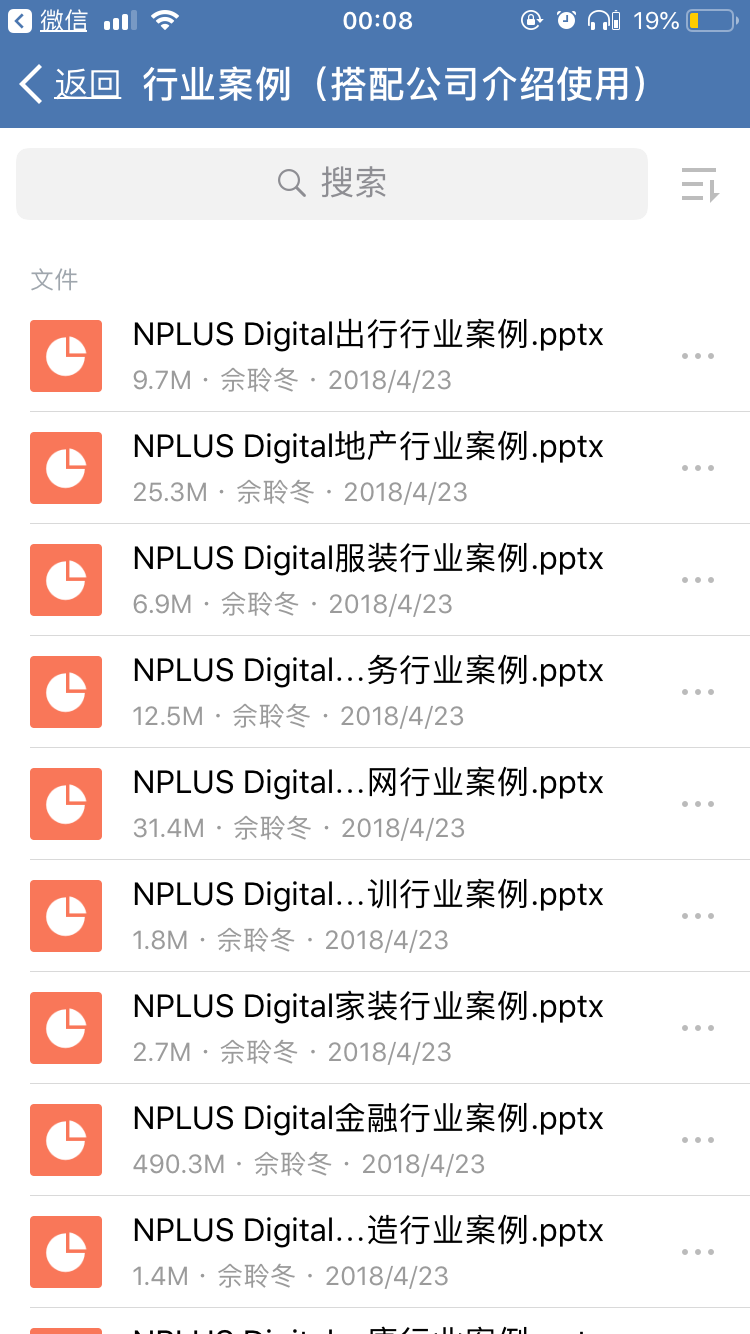 微信 00:08 19%
返回 行业案例（搭配公司介绍使用）
搜索
文件
NPLUS Digital出行行业案例.pptx
9.7M · 佘聆冬 · 2018/4/23
NPLUS Digital地产行业案例.pptx
25.3M · 佘聆冬 · 2018/4/23
NPLUS Digital服装行业案例.pptx
6.9M · 佘聆冬 · 2018/4/23
NPLUS Digital...务行业案例.pptx
12.5M · 佘聆冬 · 2018/4/23
NPLUS Digital...网行业案例.pptx
31.4M · 佘聆冬 · 2018/4/23
NPLUS Digital...训行业案例.pptx
1.8M · 佘聆冬 · 2018/4/23
NPLUS Digital家装行业案例.pptx
2.7M · 佘聆冬 · 2018/4/23
NPLUS Digital金融行业案例.pptx
490.3M · 佘聆冬 · 2018/4/23
NPLUS Digital...造行业案例.pptx
1.4M · 佘聆冬 · 2018/4/23